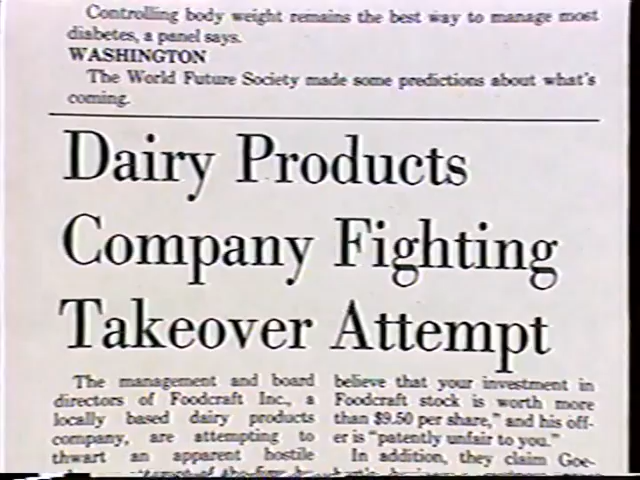 Controlling body weight remains the best way to manage most
diabetes, a panel says.
WASHINGTON
The World Future Society made some predictions about what's
coming.
Dairy Products
Company Fighting
Takeover Attempt
The management and board
directors of Foodcraft Inc., a
locally based dairy products
company, are attempting to
thwart an apparent hostile
believe that your investment in
Foodcraft stock is worth more
than $9.50 per share," and his off-
er is "patently unfair to you."
In addition, they claim Goe-